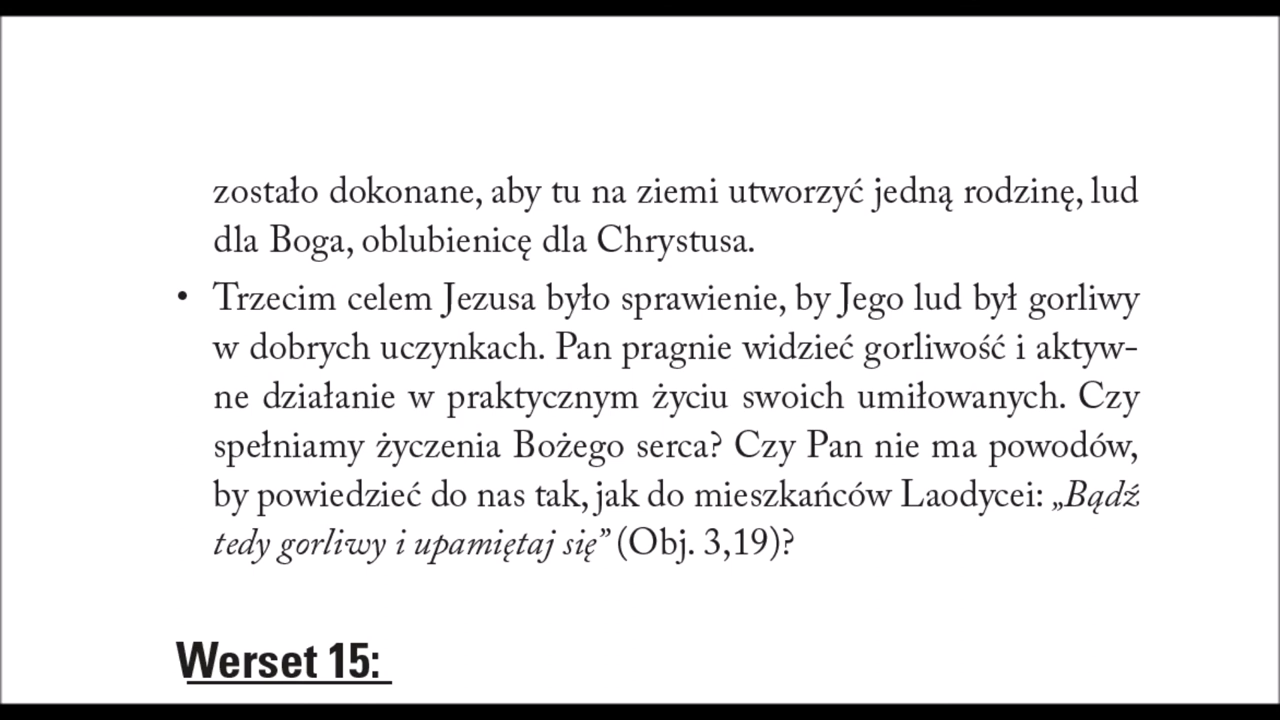 zostało dokonane, aby tu na ziemi utworzyć jedną rodzinę, lud
dla Boga, oblubienicę dla Chrystusa.
• Trzecim celem Jezusa było sprawienie, by Jego lud był gorliwy
w dobrych uczynkach. Pan pragnie widzieć gorliwość i aktyw-
ne działanie w praktycznym życiu swoich umiłowanych. Czy
spełniamy życzenia Bożego serca? Czy Pan nie ma powodów,
by powiedzieć do nas tak, jak do mieszkańców Laodycei: „Bądź
tedy gorliwy i upamiętaj się” (Obj. 3,19)?
Werset 15: